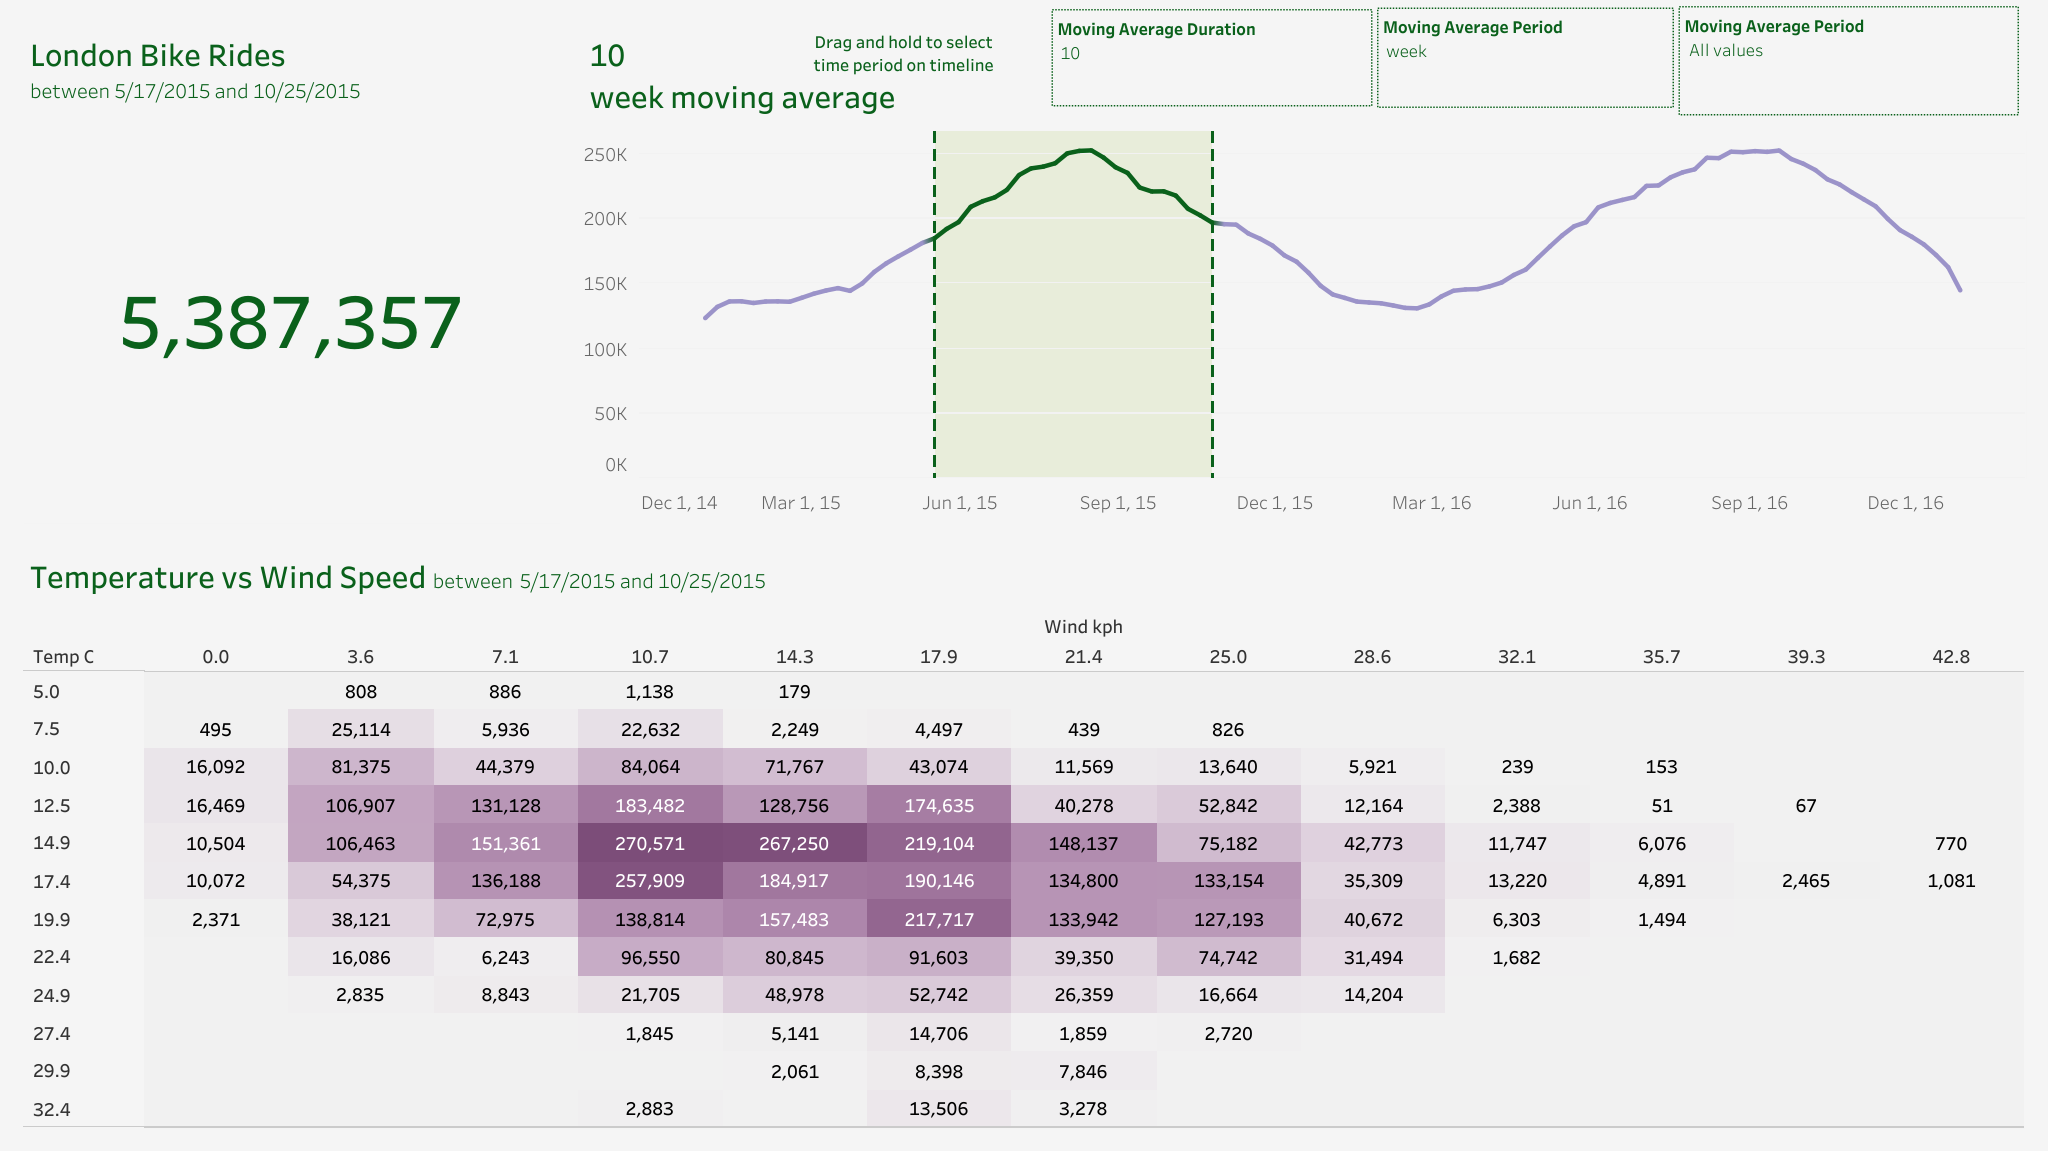 London Bike Rides
between 5/17/2015 and 10/25/2015
5,387,357
10
week moving average
Drag and hold to select
time period on timeline
Moving Average Duration
10
Moving Average Period
week
Moving Average Period
All values
250K
200K
150K
100K
50K
0K
Dec 1, 14 Mar 1, 15 Jun 1, 15 Sep 1, 15 Dec 1, 15 Mar 1, 16 Jun 1, 16 Sep 1, 16 Dec 1, 16
Temperature vs Wind Speed between 5/17/2015 and 10/25/2015
Wind kph
Temp C 0.0 3.6 7.1 10.7 14.3 17.9 21.4 25.0 28.6 32.1 35.7 39.3 42.8
5.0 808 886 1,138 179
7.5 495 25,114 5,936 22,632 2,249 4,497 439 826
10.0 16,092 81,375 44,379 84,064 71,767 43,074 11,569 13,640 5,921 239 153
12.5 16,469 106,907 131,128 183,482 128,756 174,635 40,278 52,842 12,164 2,388 51 67
14.9 10,504 106,463 151,361 270,571 267,250 219,104 148,137 75,182 42,773 11,747 6,076 770
17.4 10,072 54,375 136,188 257,909 184,917 190,146 134,800 133,154 35,309 13,220 4,891 2,465 1,081
19.9 2,371 38,121 72,975 138,814 157,483 217,717 133,942 127,193 40,672 6,303 1,494
22.4 16,086 6,243 96,550 80,845 91,603 39,350 74,742 31,494 1,682
24.9 2,835 8,843 21,705 48,978 52,742 26,359 16,664 14,204
27.4 1,845 5,141 14,706 1,859 2,720
29.9 2,061 8,398 7,846
32.4 2,883 13,506 3,278